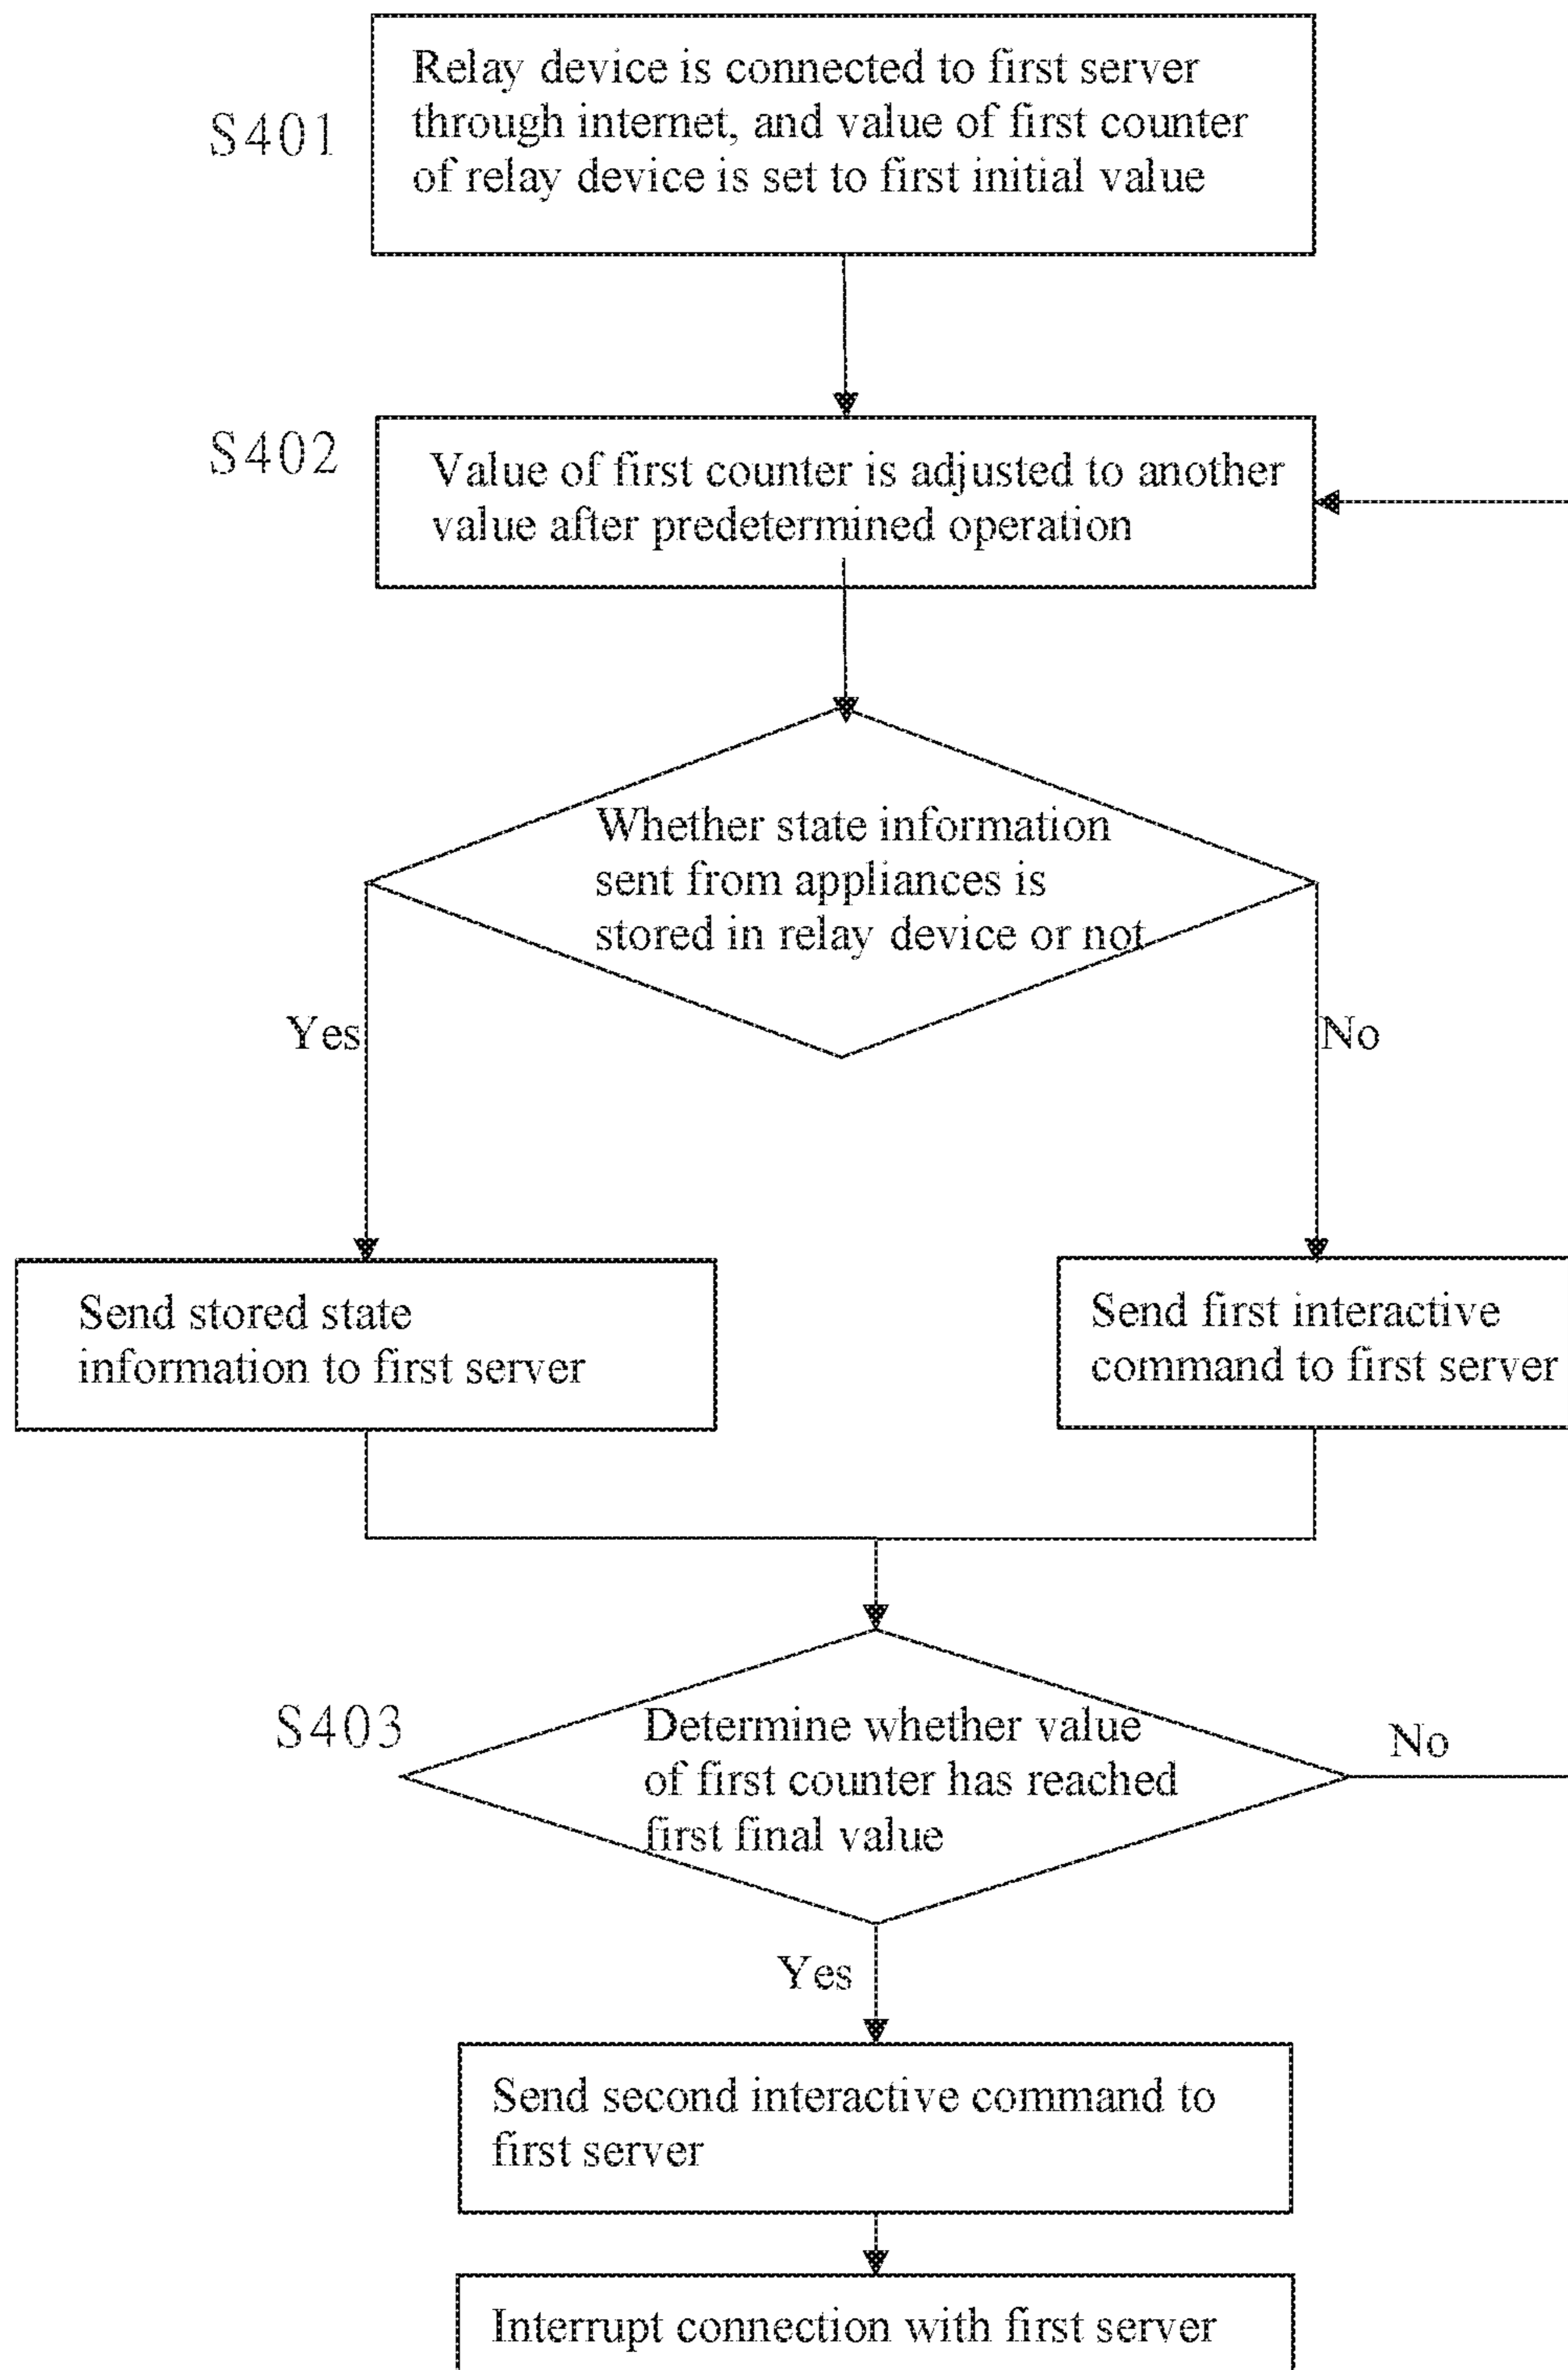 S401
Relay device is connected to first server
through internet, and value of first counter
of relay device is set to first initial value
S402
Value of first counter is adjusted to another
value after predetermined operation
Whether state information
sent from appliances is
stored in relay device or not
Yes
No
Send stored state
information to first server
Send first interactive
command to first server
S403
Determine whether value
of first counter has reached
first final value
No
Yes
Send second interactive command to
first server
Interrupt connection with first server